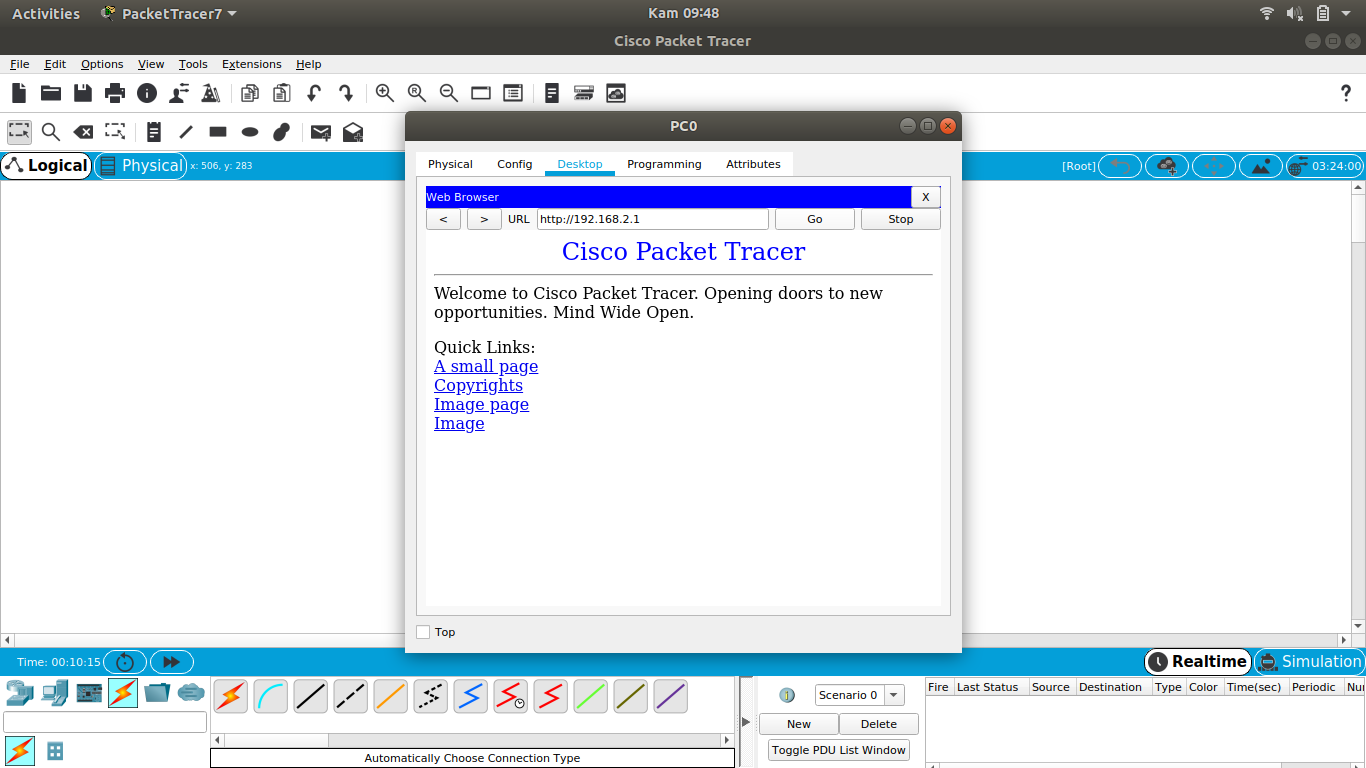 Activities PacketTracer7 Kam 09:48
Cisco Packet Tracer
File Edit Options View Tools Extensions Help
PC0
Logical Physical x: 506, y: 283 [Root] 03:24:00
Physical Config Desktop Programming Attributes
Web Browser X
< > URL http://192.168.2.1 Go Stop
Cisco Packet Tracer
Welcome to Cisco Packet Tracer. Opening doors to new
opportunities. Mind Wide Open.
Quick Links:
A small page
Copyrights
Image page
Image
Top
Time: 00:10:15 Realtime Simulation
Scenario 0 Fire Last Status Source Destination Type Color Time(sec) Periodic Nur
New Delete
Toggle PDU List Window
Automatically Choose Connection Type